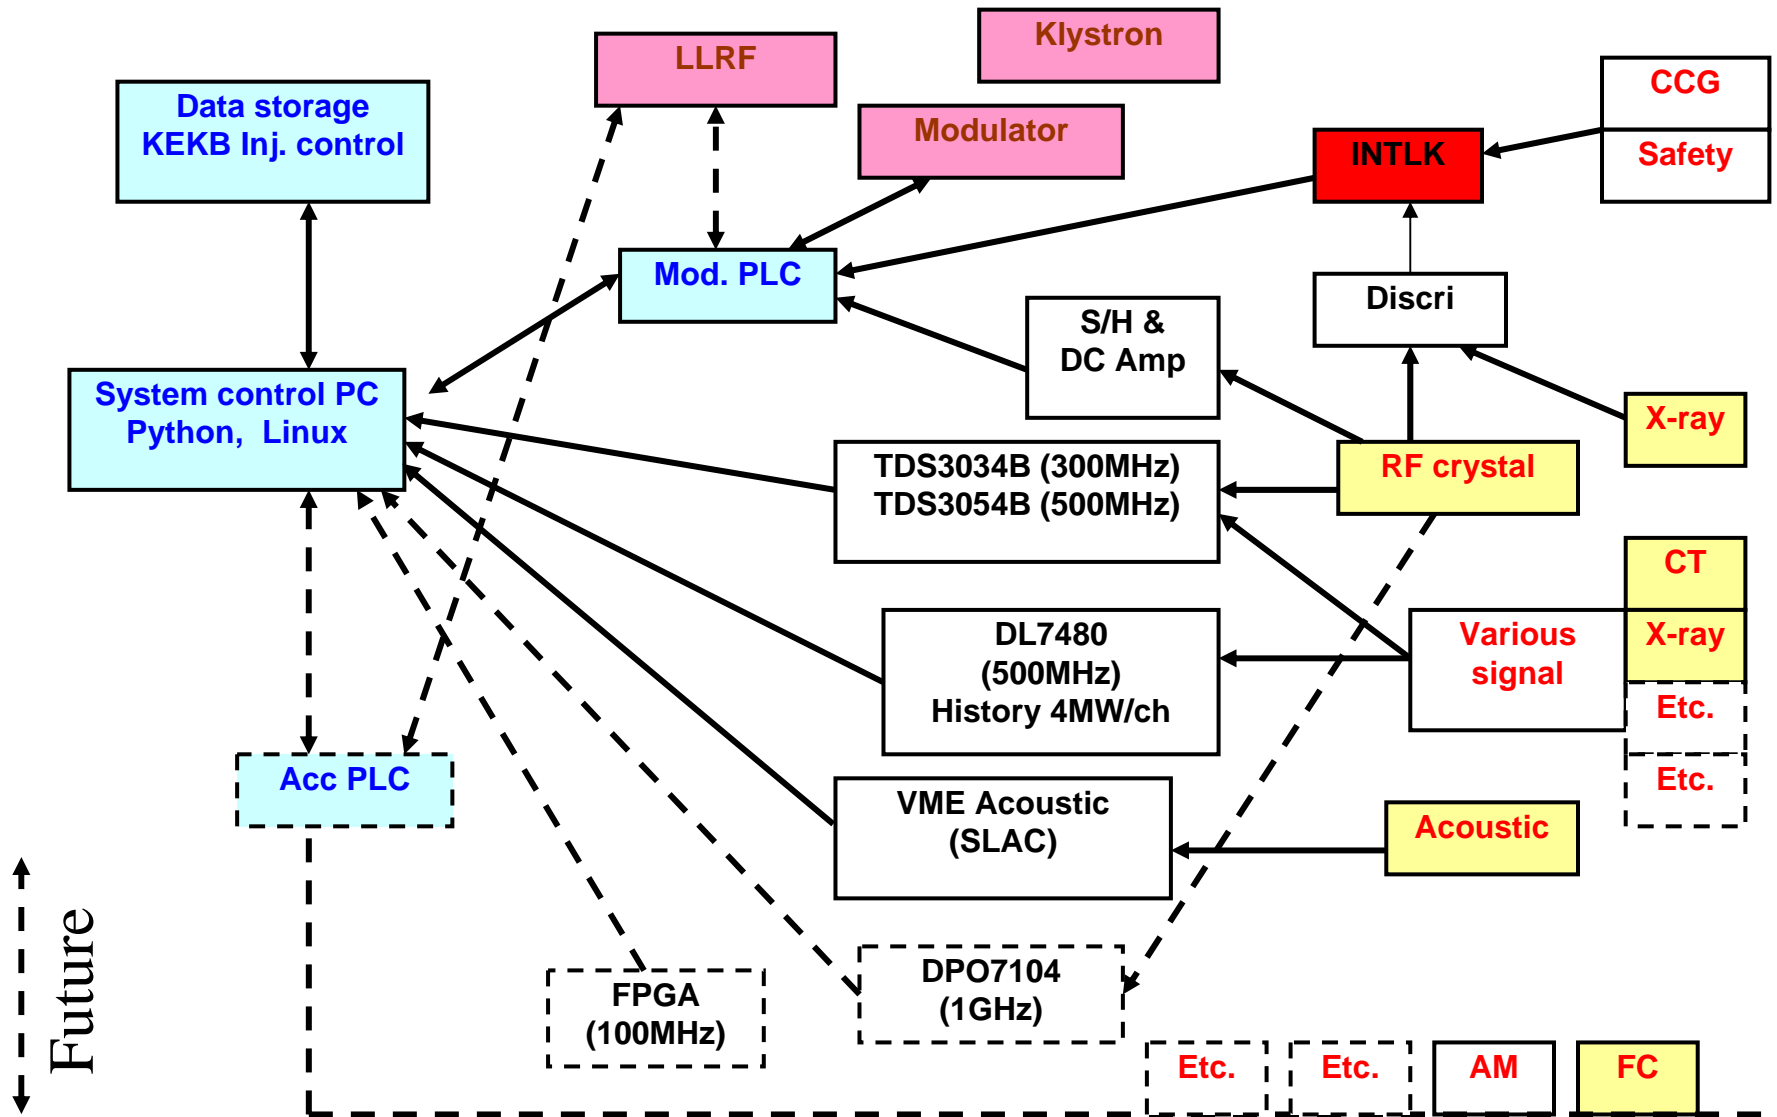 Klystron
LLRF
CCG
Data storage
KEKB Inj. control
Modulator
INTLK
Safety
Mod. PLC
Discri
S/H &
DC Amp
System control PC
Python,  Linux
X-ray
TDS3034B (300MHz)
TDS3054B (500MHz)
RF crystal
CT
DL7480
(500MHz)
History 4MW/ch
Various
signal
X-ray
Etc.
Acc PLC
Etc.
VME Acoustic
(SLAC)
Acoustic
Future
FPGA
(100MHz)
DPO7104
(1GHz)
Etc.
Etc.
AM
FC